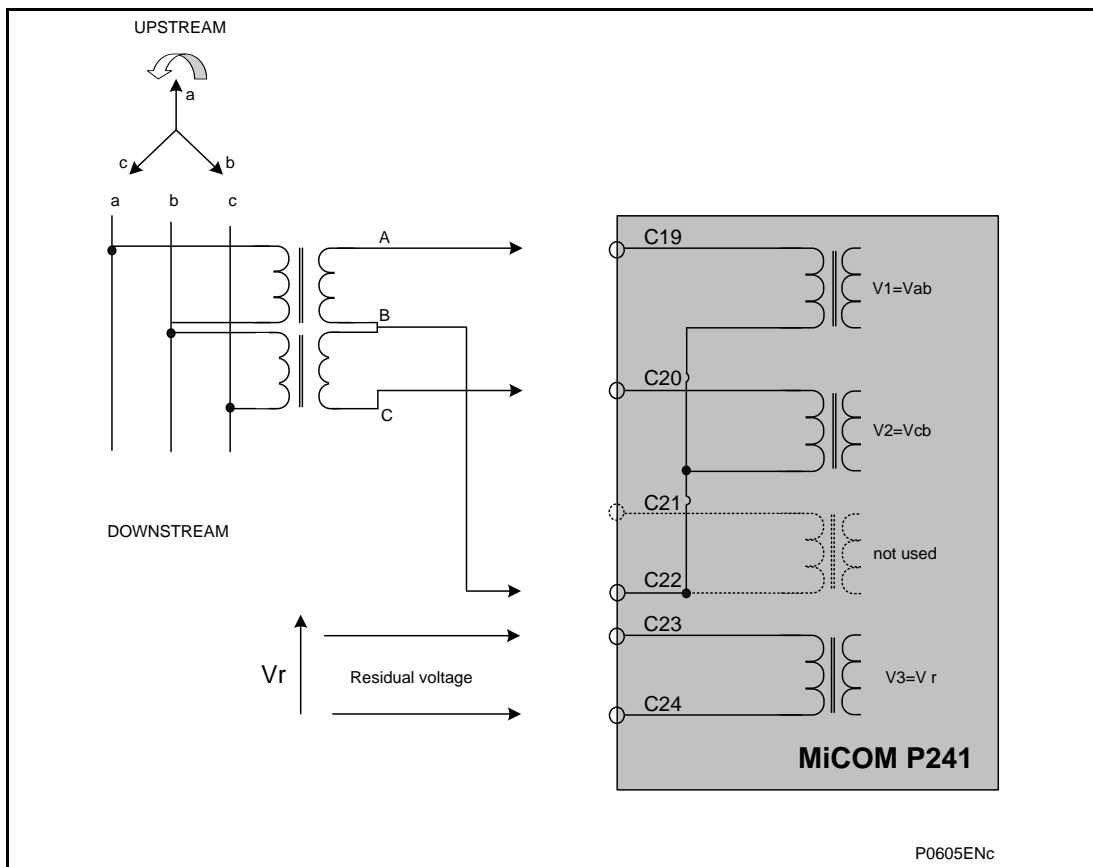 UPSTREAM
a
c
b
a b c
A
B
C
C19
V1=Vab
C20
V2=Vcb
C21
not used
DOWNSTREAM
C22
C23
Vr
Residual voltage
V3=V r
C24
MiCOM P241
P0605ENc